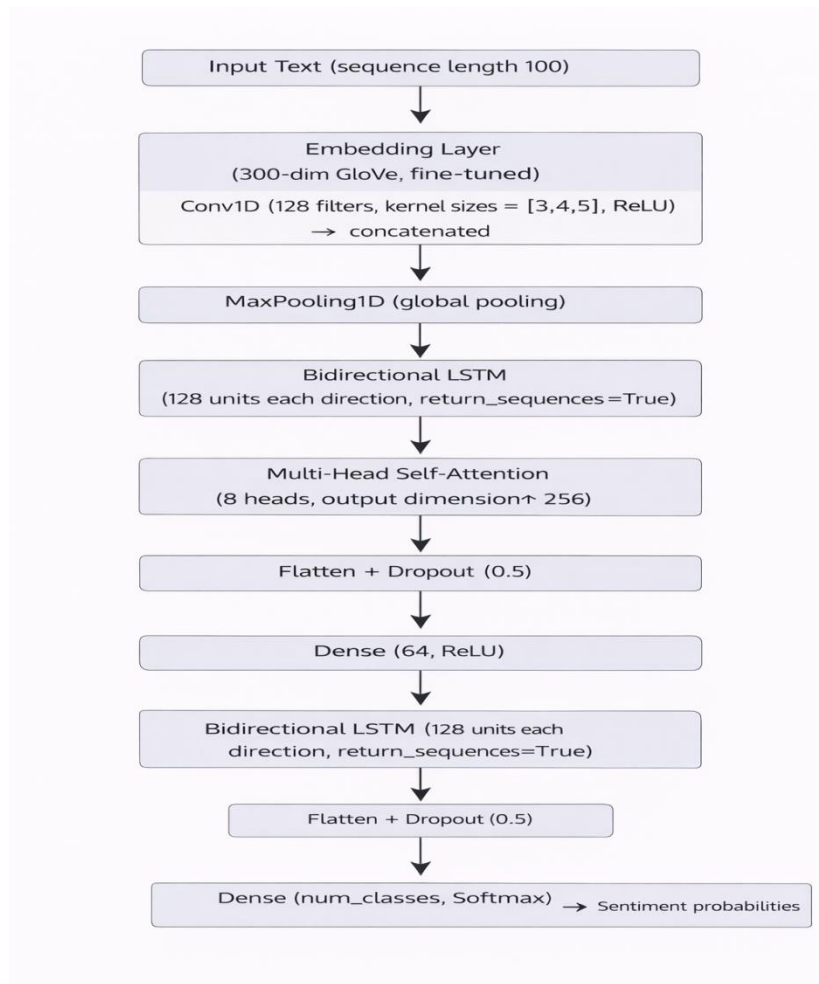 Input Text (sequence length 100)
Embedding Layer
(300-dim GloVe, fine-tuned)
Conv1D (128 filters, kernel sizes = [3,4,5], ReLU)
→ concatenated
MaxPooling1D (global pooling)
Bidirectional LSTM
(128 units each direction, return_sequences=True)
Multi-Head Self-Attention
(8 heads, output dimension↑ 256)
Flatten + Dropout (0.5)
Dense (64, ReLU)
Bidirectional LSTM (128 units each
direction, return_sequences=True)
Flatten + Dropout (0.5)
Dense (num_classes, Softmax) → Sentiment probabilities